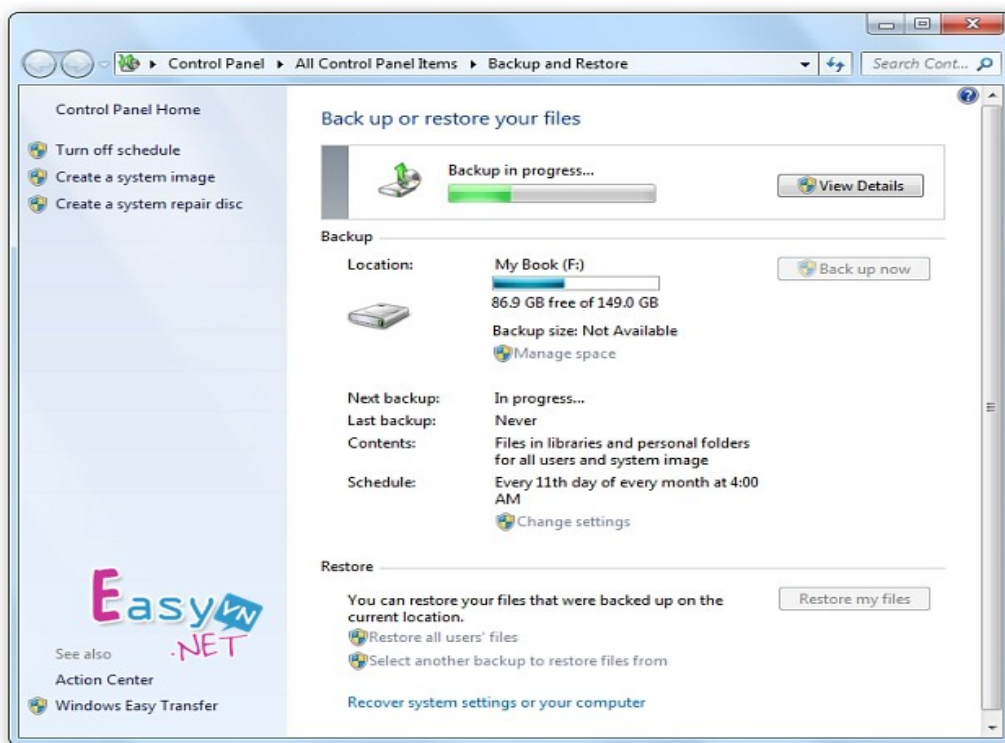 Control Panel ▸ All Control Panel Items ▸ Backup and Restore
Search Cont...
Control Panel Home
Turn off schedule
Create a system image
Create a system repair disc
Back up or restore your files
Backup in progress...
View Details
Backup
Location:
My Book (F:)
Back up now
86.9 GB free of 149.0 GB
Backup size: Not Available
Manage space
Next backup:
In progress...
Last backup:
Never
Contents:
Files in libraries and personal folders
for all users and system image
Schedule:
Every 11th day of every month at 4:00
AM
Change settings
Restore
You can restore your files that were backed up on the
current location.
Restore my files
Restore all users' files
Select another backup to restore files from
Recover system settings or your computer
Easy VN
.NET
See also
Action Center
Windows Easy Transfer